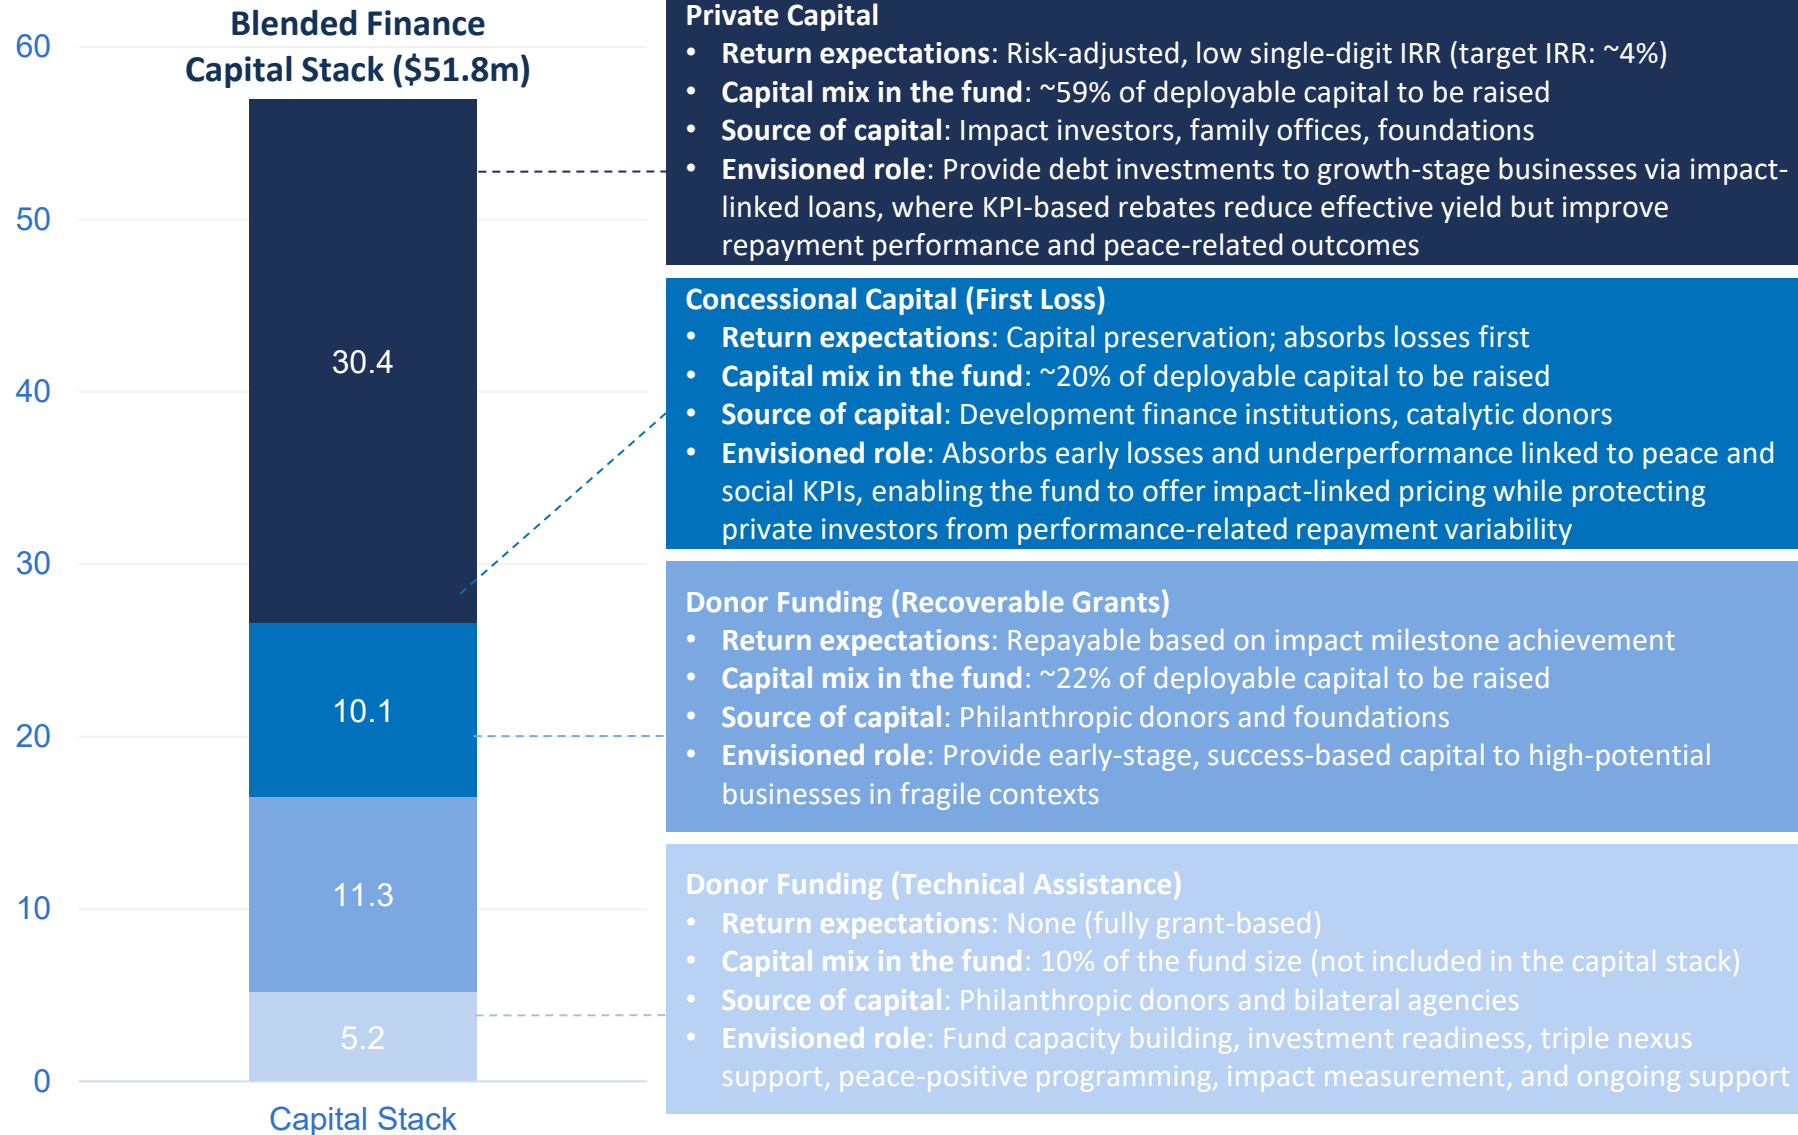 Blended Finance
Capital Stack ($51.8m)
60
50
40
30
20
10
0
30.4
10.1
11.3
5.2
Capital Stack
Private Capital
• Return expectations: Risk-adjusted, low single-digit IRR (target IRR: ~4%)
• Capital mix in the fund: ~59% of deployable capital to be raised
• Source of capital: Impact investors, family offices, foundations
• Envisioned role: Provide debt investments to growth-stage businesses via impact-
linked loans, where KPI-based rebates reduce effective yield but improve
repayment performance and peace-related outcomes
Concessional Capital (First Loss)
• Return expectations: Capital preservation; absorbs losses first
• Capital mix in the fund: ~20% of deployable capital to be raised
• Source of capital: Development finance institutions, catalytic donors
• Envisioned role: Absorbs early losses and underperformance linked to peace and
social KPIs, enabling the fund to offer impact-linked pricing while protecting
private investors from performance-related repayment variability
Donor Funding (Recoverable Grants)
• Return expectations: Repayable based on impact milestone achievement
• Capital mix in the fund: ~22% of deployable capital to be raised
• Source of capital: Philanthropic donors and foundations
• Envisioned role: Provide early-stage, success-based capital to high-potential
businesses in fragile contexts
Donor Funding (Technical Assistance)
• Return expectations: None (fully grant-based)
• Capital mix in the fund: 10% of the fund size (not included in the capital stack)
• Source of capital: Philanthropic donors and bilateral agencies
• Envisioned role: Fund capacity building, investment readiness, triple nexus
support, peace-positive programming, impact measurement, and ongoing support